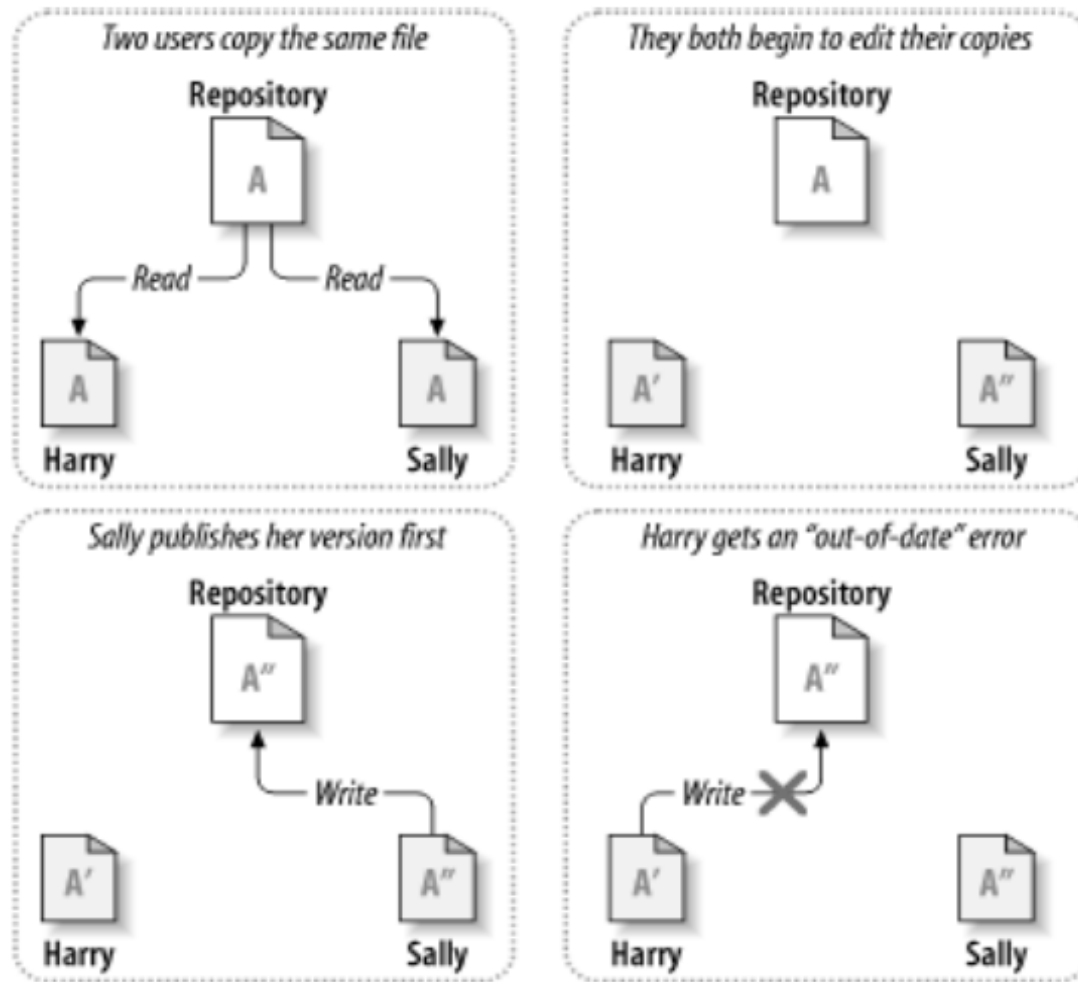 Two users copy the same file
Repository
A
Read Read
A A
Harry Sally
They both begin to edit their copies
Repository
A
A′ A″
Harry Sally
Sally publishes her version first
Repository
A″
Write
A′ A″
Harry Sally
Harry gets an “out-of-date” error
Repository
A″
Write
A′ A″
Harry Sally